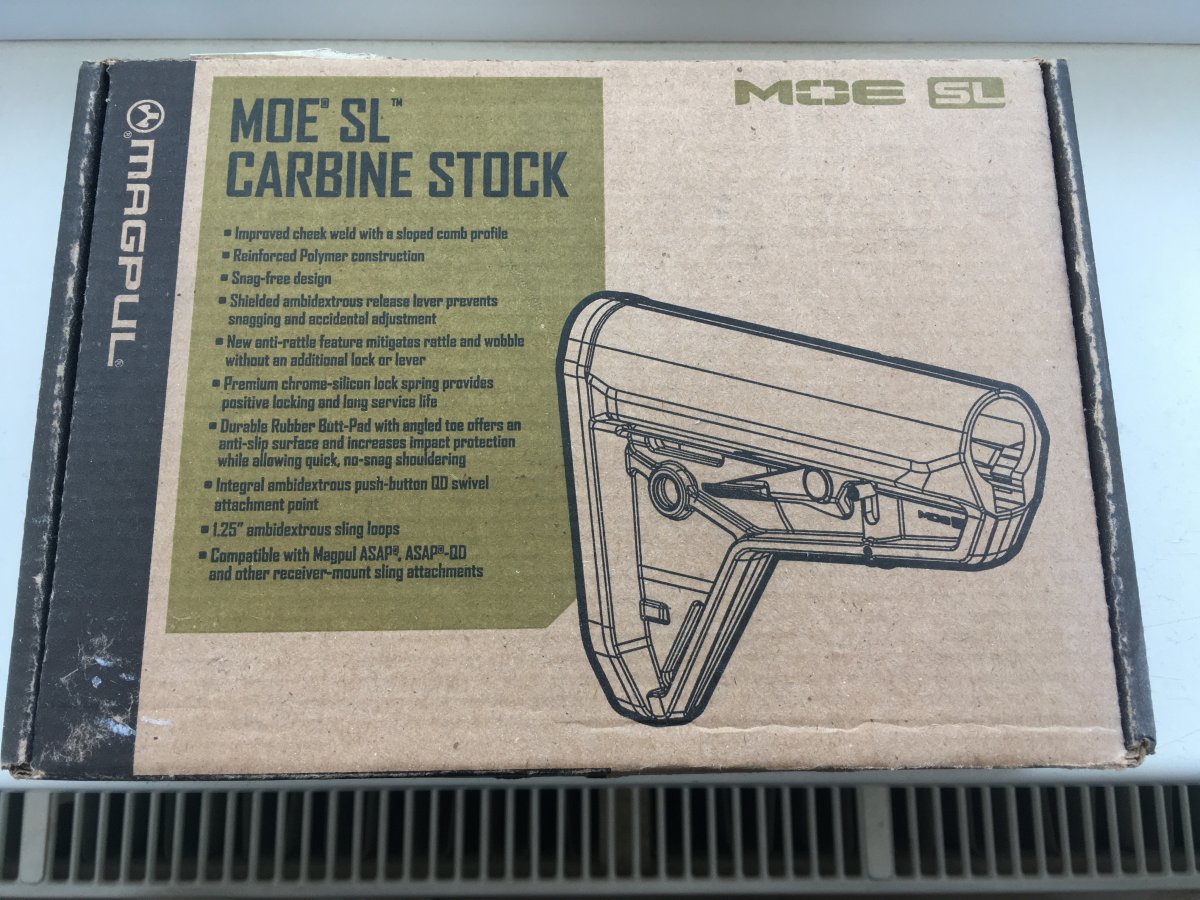 MAGPUL®
MOE® SL™
CARBINE STOCK
▪ Improved cheek weld with a sloped comb profile
▪ Reinforced Polymer construction
▪ Snag-free design
▪ Shielded ambidextrous release lever prevents
snagging and accidental adjustment
▪ New anti-rattle feature mitigates rattle and wobble
without an additional lock or lever
▪ Premium chrome-silicon lock spring provides
positive locking and long service life
▪ Durable Rubber Butt-Pad with angled toe offers an
anti-slip surface and increases impact protection
while allowing quick, no-snag shouldering
▪ Integral ambidextrous push-button QD swivel
attachment point
▪ 1.25" ambidextrous sling loops
▪ Compatible with Magpul ASAP®, ASAP®-QD
and other receiver-mount sling attachments
MOE SL
MOE